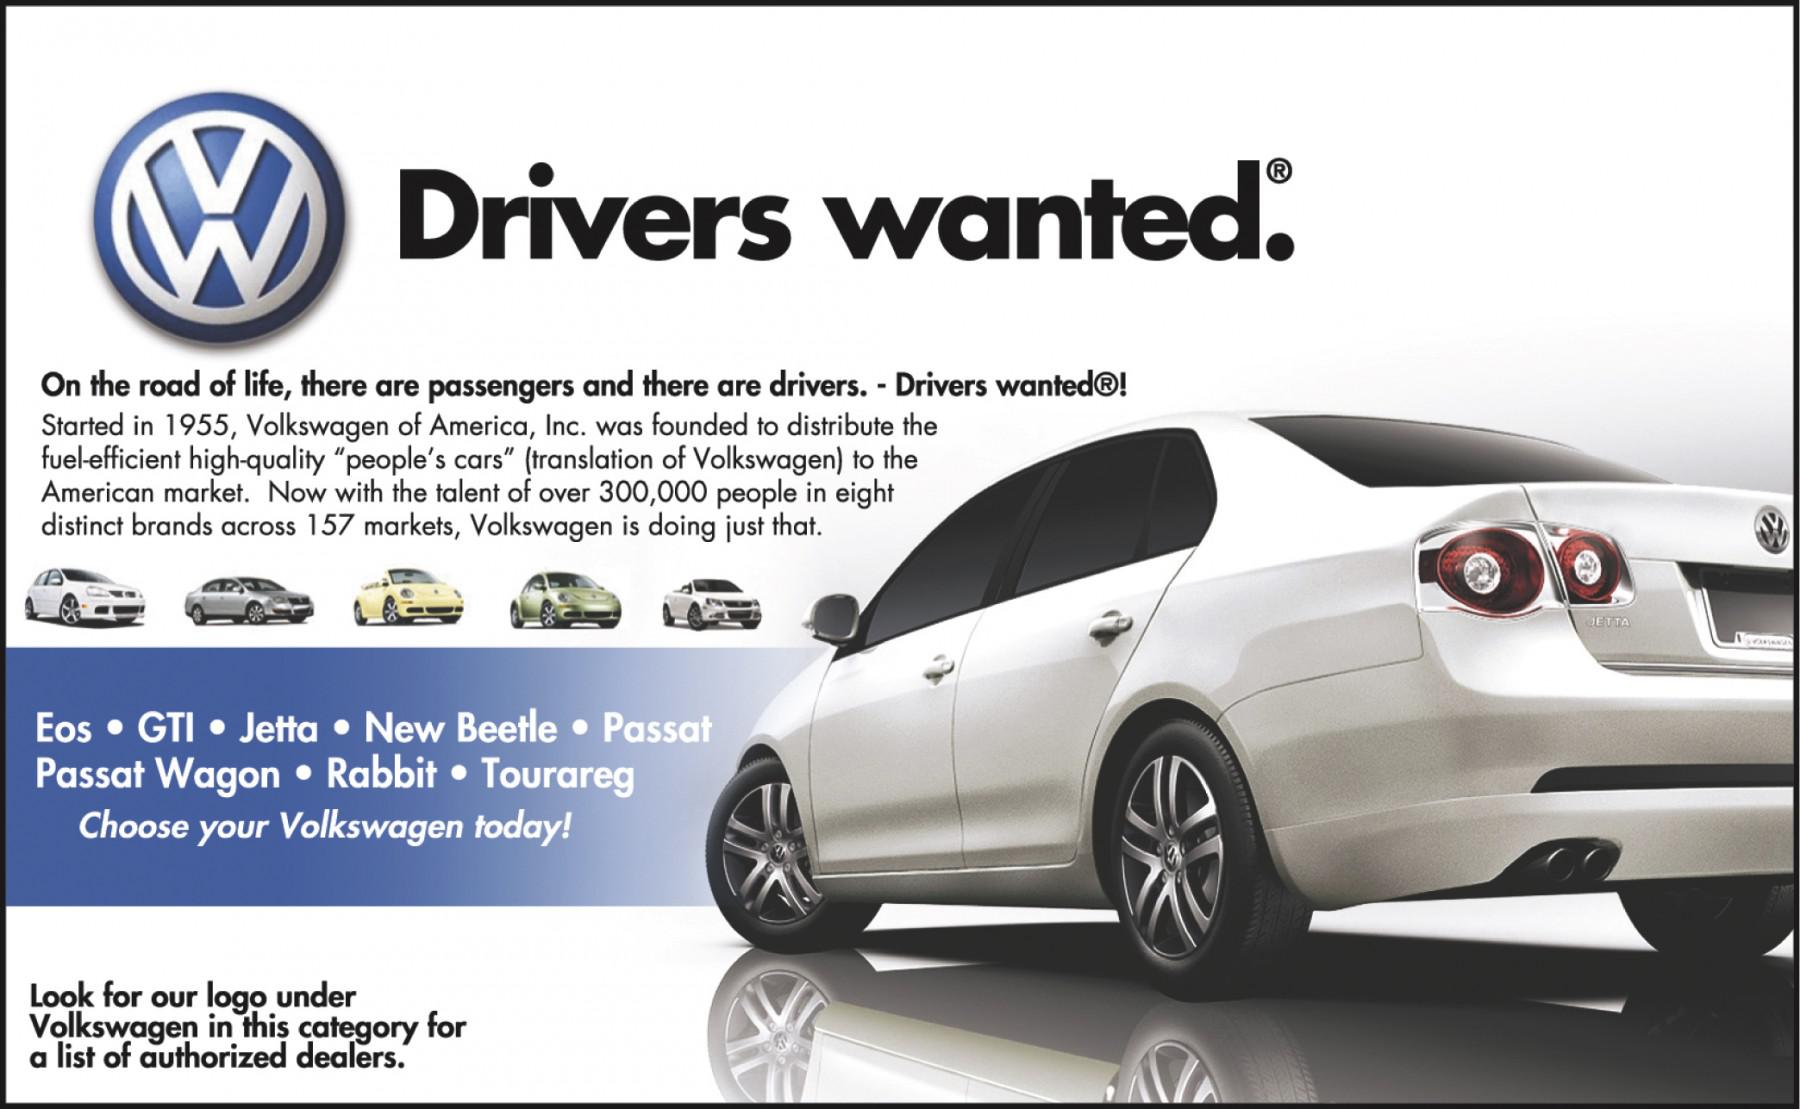 Drivers wanted.®
On the road of life, there are passengers and there are drivers. - Drivers wanted®!
Started in 1955, Volkswagen of America, Inc. was founded to distribute the
fuel-efficient high-quality “people’s cars” (translation of Volkswagen) to the
American market.  Now with the talent of over 300,000 people in eight
distinct brands across 157 markets, Volkswagen is doing just that.
JETTA
Eos • GTI • Jetta • New Beetle • Passat
Passat Wagon • Rabbit • Tourareg
Choose your Volkswagen today!
Look for our logo under
Volkswagen in this category for
a list of authorized dealers.